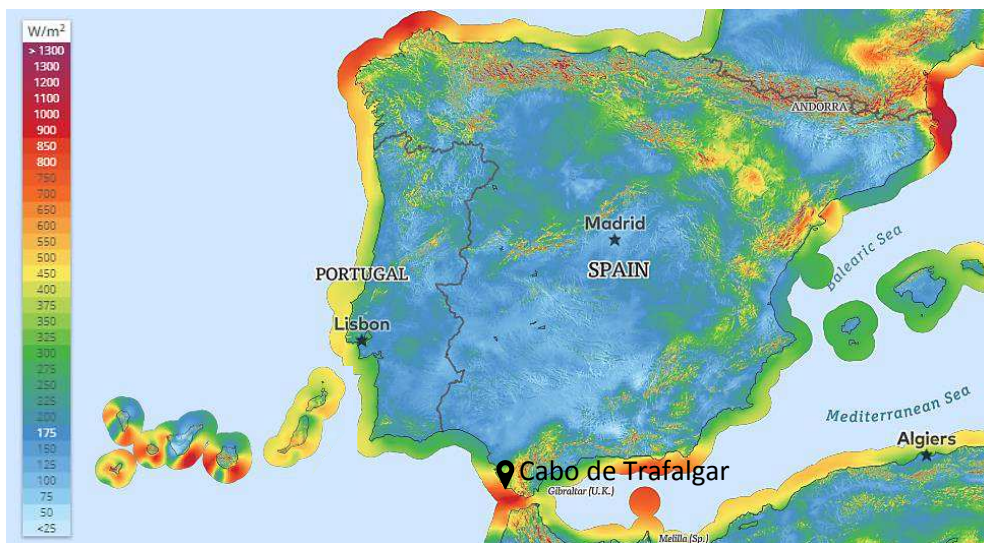 W/m²
> 1300
1300
1200
1100
1000
900
850
800
750
700
650
600
550
500
450
400
375
350
325
300
275
250
225
200
175
150
125
100
75
50
<25
ANDORRA
Madrid
SPAIN
PORTUGAL
Lisbon
Balearic Sea
Mediterranean Sea
Algiers
Cabo de Trafalgar
Gibraltar (U.K.)
Melilla (Sp.)